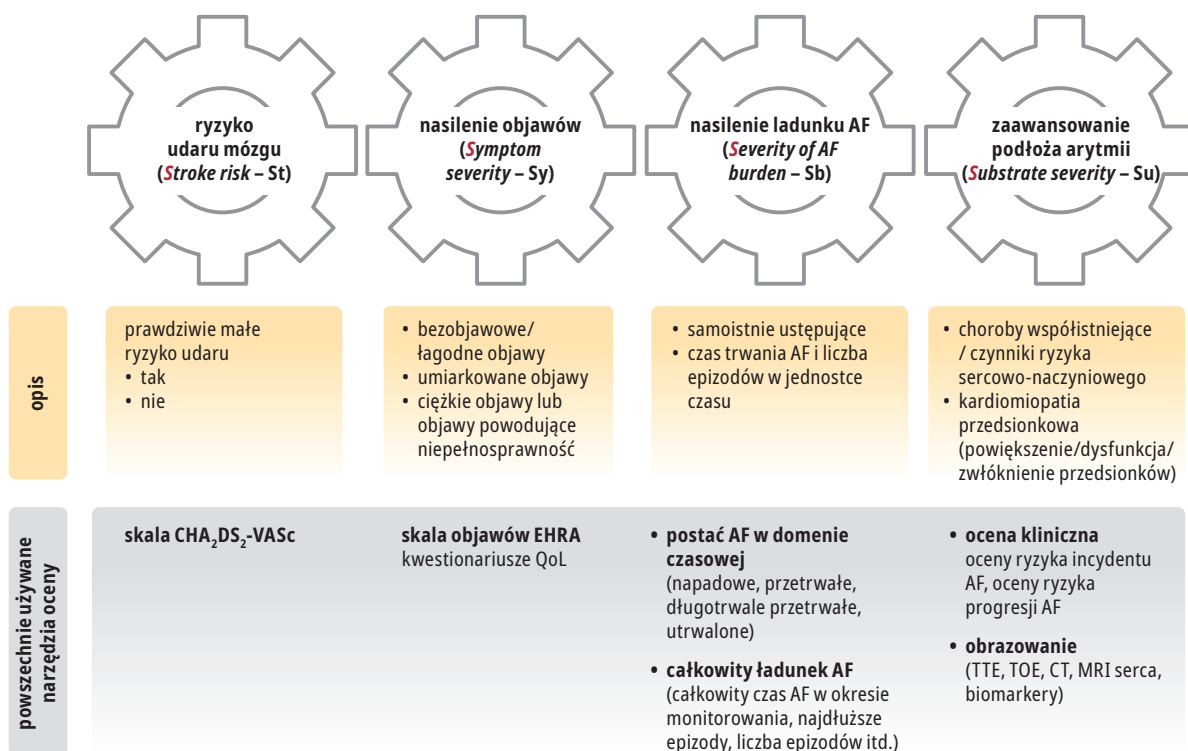 ryzyko
udaru mózgu
(Stroke risk – St)
nasilenie objawów
(Symptom
severity – Sy)
nasilenie ladunku AF
(Severity of AF
burden – Sb)
zaawansowanie
podłoża arytmii
(Substrate severity – Su)
opis
prawdziwie małe
ryzyko udaru
• tak
• nie
• bezobjawowe/
łagodne objawy
• umiarkowane objawy
• ciężkie objawy lub
objawy powodujące
niepełnosprawność
• samoistnie ustępujące
• czas trwania AF i liczba
epizodów w jednostce
czasu
• choroby współistniejące
/ czynniki ryzyka
sercowo-naczyniowego
• kardiomiopatia
przedsionkowa
(powiększenie/dysfunkcja/
zwłóknienie przedsionków)
powszechnie używane
narzędzia oceny
skala CHA₂DS₂-VASc
skala objawów EHRA
kwestionariusze QoL
• postać AF w domenie
czasowej
(napadowe, przetrwałe,
długotrwale przetrwałe,
utrwalone)
• całkowity ładunek AF
(całkowity czas AF w okresie
monitorowania, najdłuższe
epizody, liczba epizodów itd.)
• ocena kliniczna
oceny ryzyka incydentu
AF, oceny ryzyka
progresji AF
• obrazowanie
(TTE, TOE, CT, MRI serca,
biomarkery)